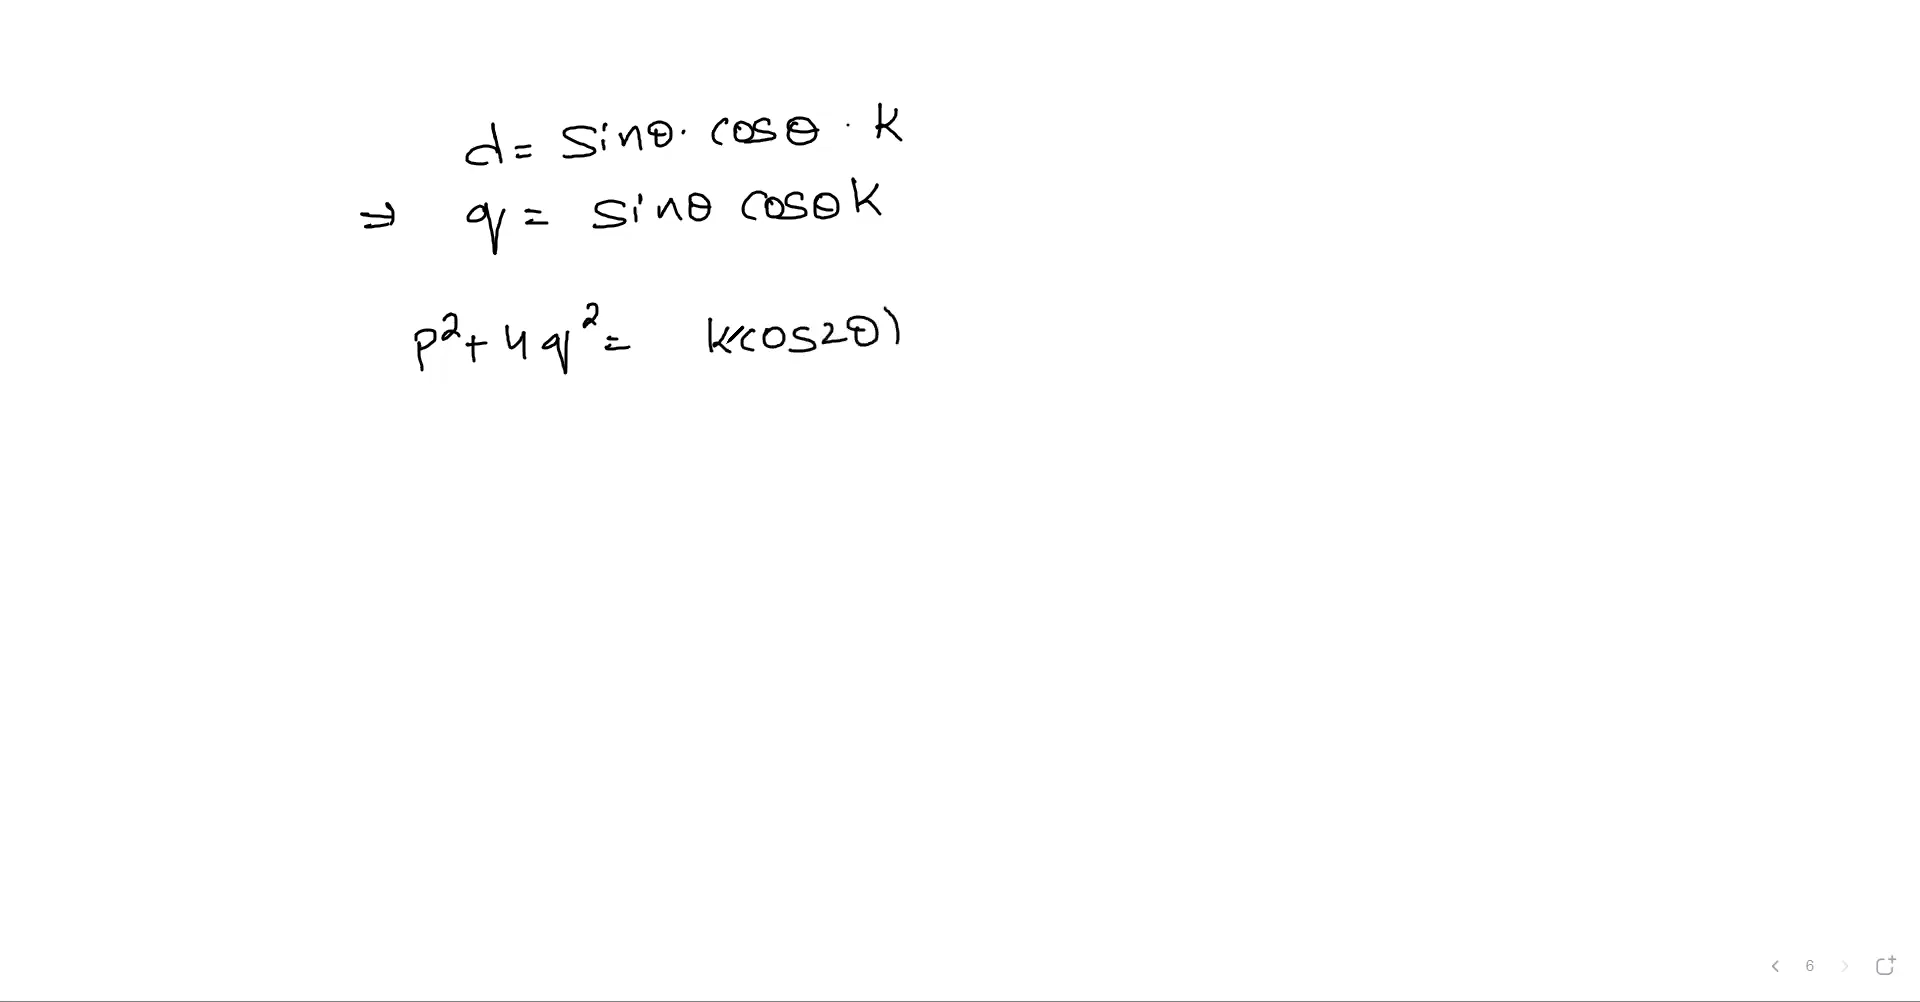 d = sinθ · cosθ · k
⇒ q = sinθ cosθ k
p² + 4q² = k(cos2θ)
6